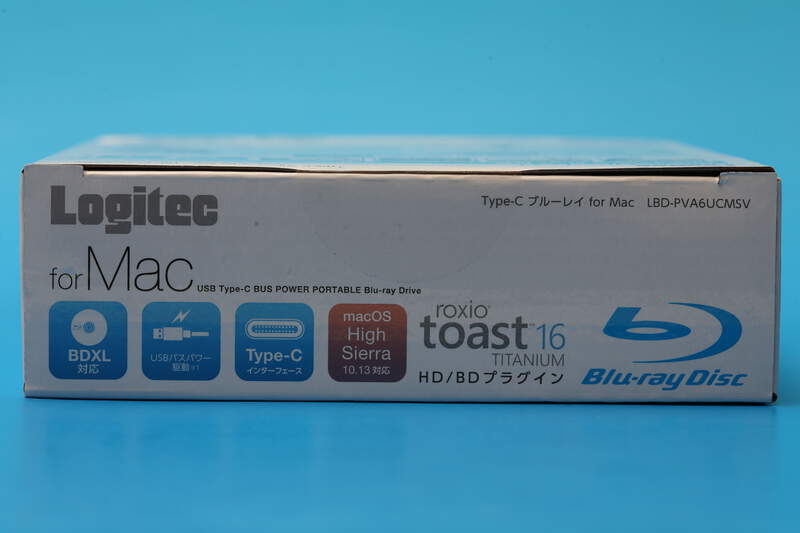 Logitec
Type-C ブルーレイ for Mac LBD-PVA6UCMSV
for Mac
USB Type-C BUS POWER PORTABLE Blu-ray Drive
BDXL
対応
USBバスパワー
駆動※1
Type-C
インターフェース
macOS
High
Sierra
10.13 対応
roxio
toast™ 16
TITANIUM
HD/BDプラグイン
Blu-ray Disc